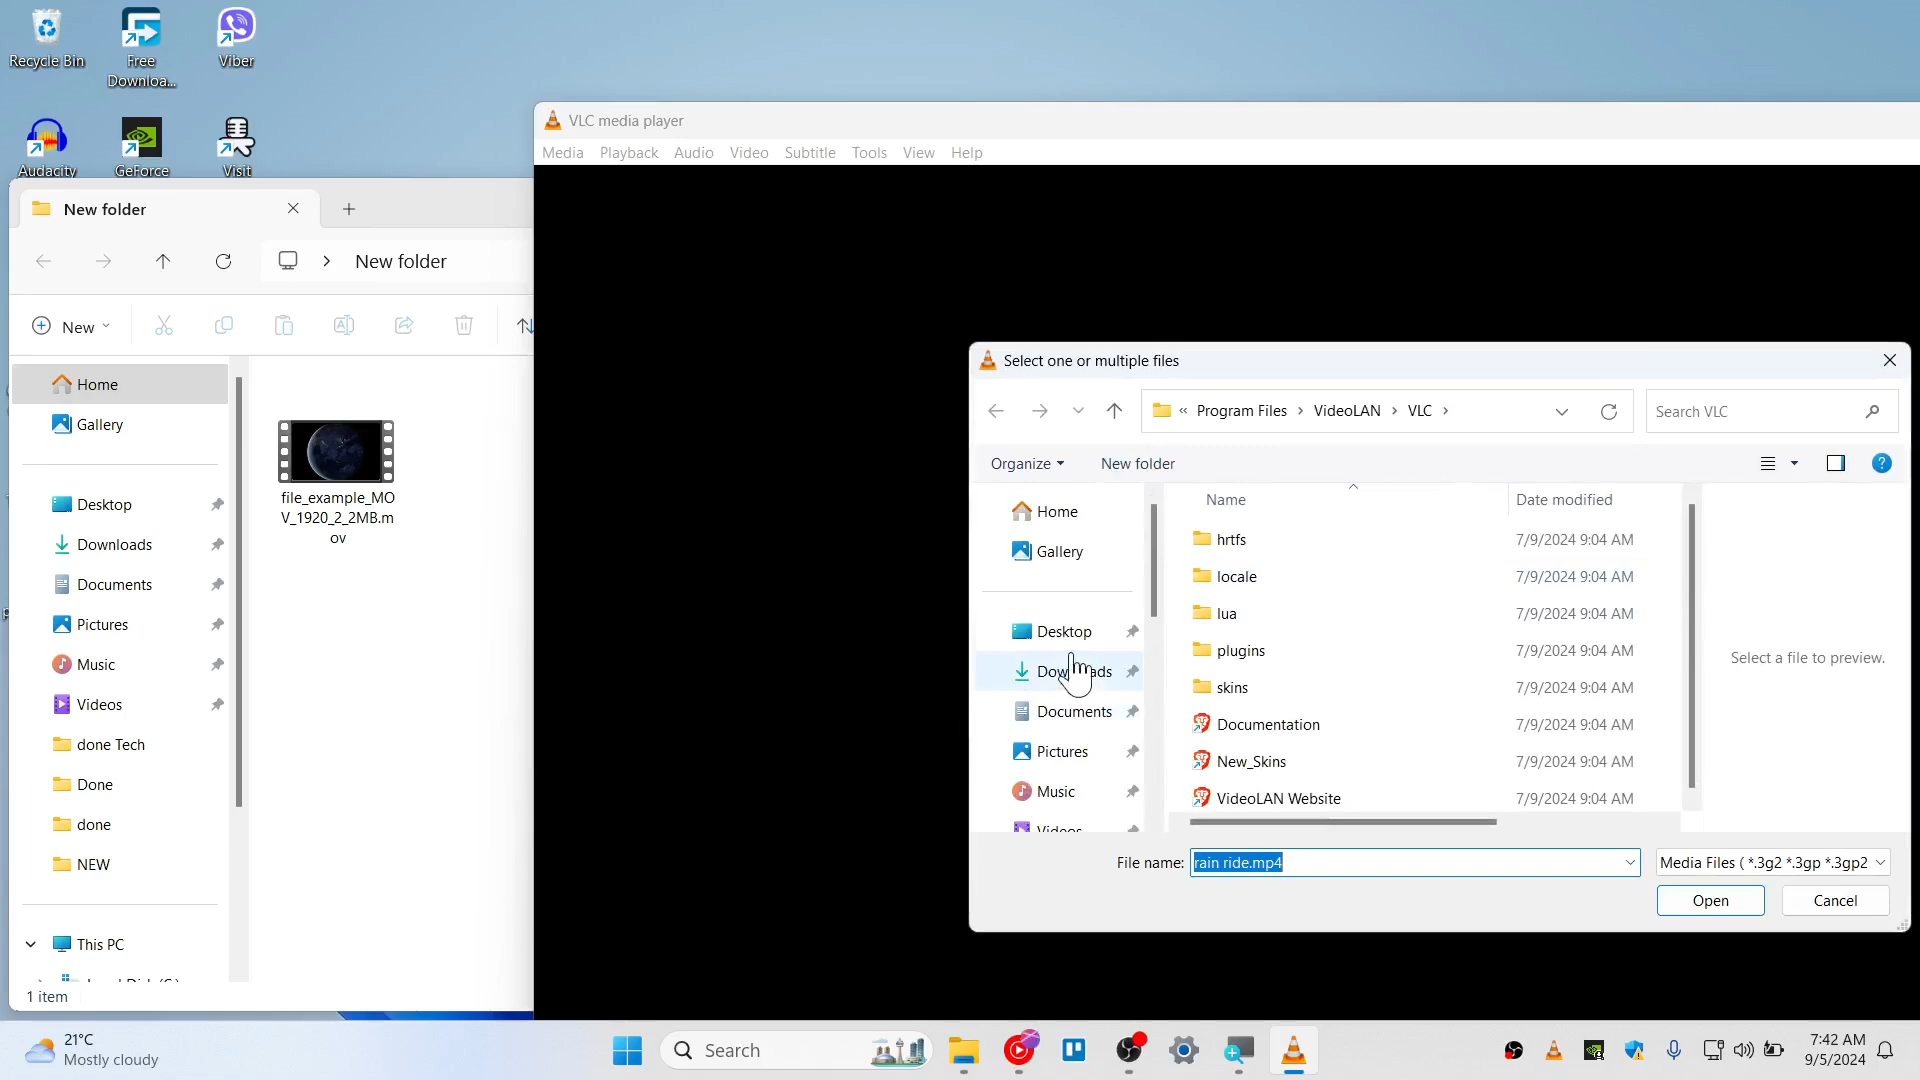 Recycle Bin
Free
Downloa...
Viber
Audacity
GeForce
Visit
New folder
New folder
New
Home
Gallery
Desktop
Downloads
Documents
Pictures
Music
Videos
done Tech
Done
done
NEW
This PC
1 item
file_example_MO
V_1920_2_2MB.m
ov
VLC media player
Media Playback Audio Video Subtitle Tools View Help
Select one or multiple files
« Program Files > VideoLAN > VLC >
Search VLC
Organize
New folder
Home
Gallery
Desktop
Downloads
Documents
Pictures
Music
Videos
Name Date modified
hrtfs 7/9/2024 9:04 AM
locale 7/9/2024 9:04 AM
lua 7/9/2024 9:04 AM
plugins 7/9/2024 9:04 AM
skins 7/9/2024 9:04 AM
Documentation 7/9/2024 9:04 AM
New_Skins 7/9/2024 9:04 AM
VideoLAN Website 7/9/2024 9:04 AM
Select a file to preview.
File name: rain ride.mp4
Media Files ( *.3g2 *.3gp *.3gp2
Open
Cancel
21°C
Mostly cloudy
Search
7:42 AM
9/5/2024